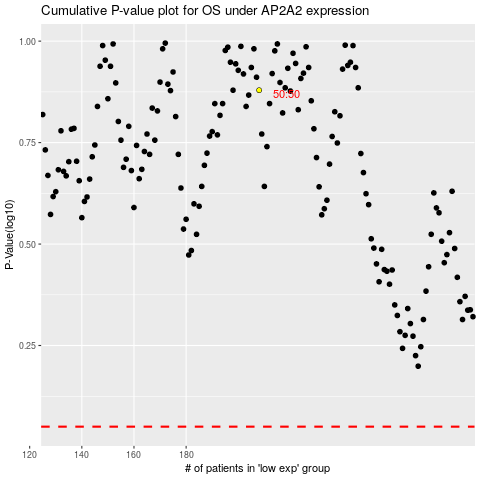 Cumulative P-value plot for OS under AP2A2 expression
1.00
50:50
0.75
P-Value(log10)
0.50
0.25
120 140 160 180
# of patients in 'low exp' group